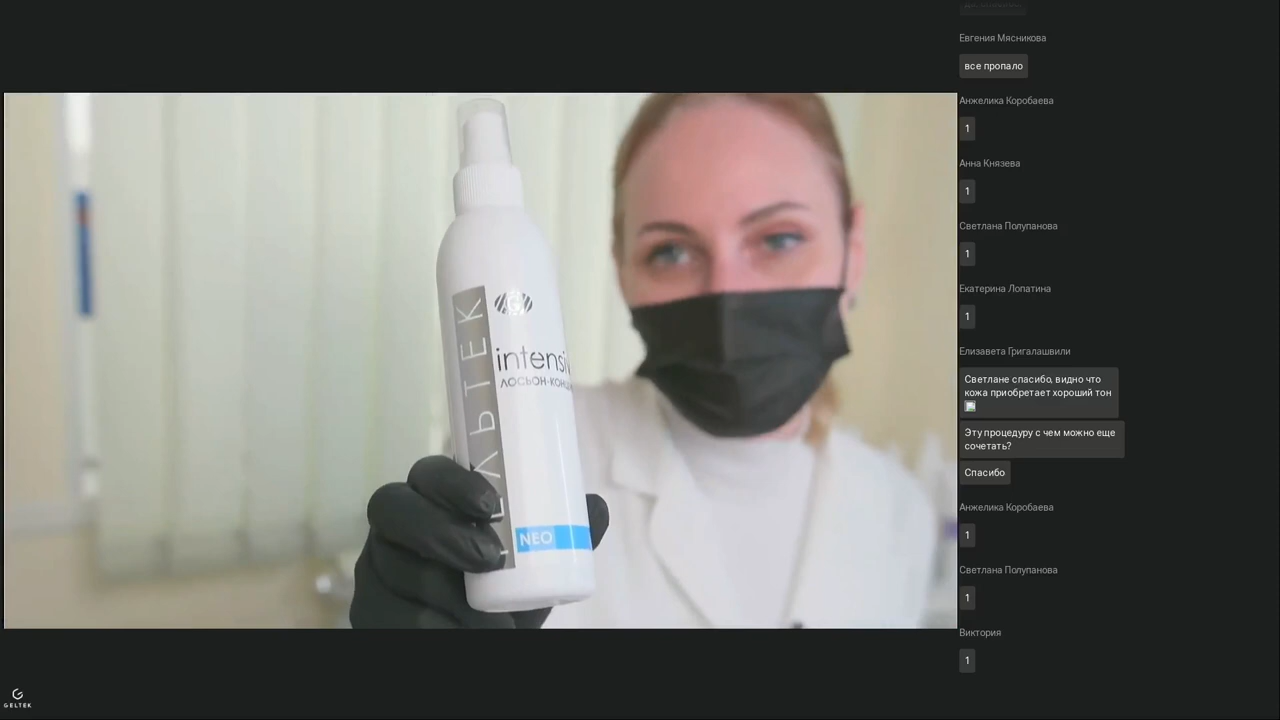 ГЕЛЬТЕК
intensi
ЛОСЬОН-КОНЦ
NEO
GELTEK
Евгения Мясникова
все пропало
Анжелика Коробаева
1
Анна Князева
1
Светлана Полупанова
1
Екатерина Лопатина
1
Елизавета Григалашвили
Светлане спасибо, видно что
кожа приобретает хороший тон
Эту процедуру с чем можно еще
сочетать?
Спасибо
Анжелика Коробаева
1
Светлана Полупанова
1
Виктория
1